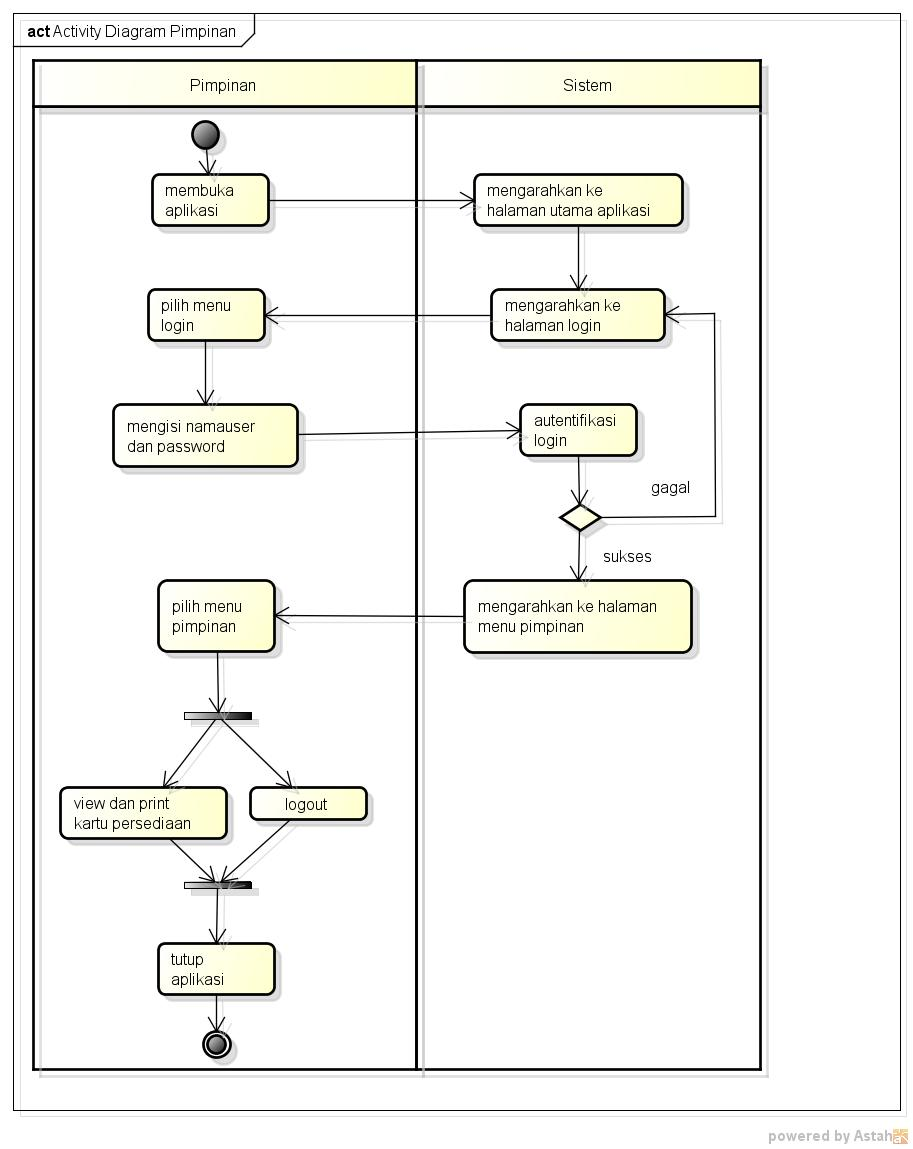 act Activity Diagram Pimpinan
Pimpinan
Sistem
membuka
aplikasi
mengarahkan ke
halaman utama aplikasi
pilih menu
login
mengarahkan ke
halaman login
mengisi namauser
dan password
autentifikasi
login
gagal
sukses
pilih menu
pimpinan
mengarahkan ke halaman
menu pimpinan
view dan print
kartu persediaan
logout
tutup
aplikasi
powered by Astah